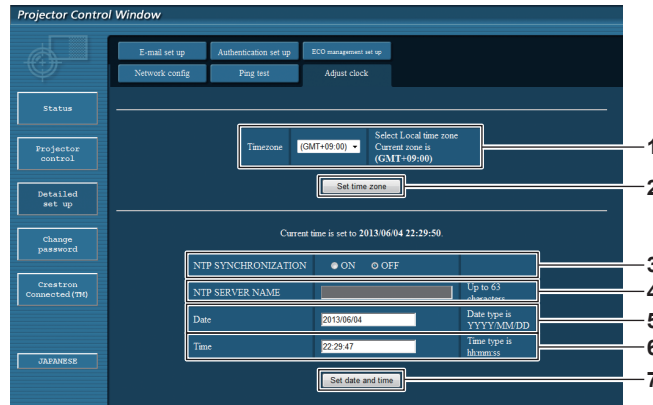 Projector Control Window
E-mail set up
Authentication set up
ECO management set up
Network config
Ping test
Adjust clock
Status
Projector
control
Detailed
set up
Change
password
Crestron
Connected(TM)
JAPANESE
Timezone
(GMT+09:00)
Select Local time zone
Current zone is
(GMT+09:00)
1
Set time zone
2
Current time is set to 2013/06/04 22:29:50.
NTP SYNCHRONIZATION
ON
OFF
3
NTP SERVER NAME
Up to 63
characters
4
Date
2013/06/04
Date type is
YYYY/MM/DD
5
Time
22:29:47
Time type is
hh:mm:ss
6
Set date and time
7